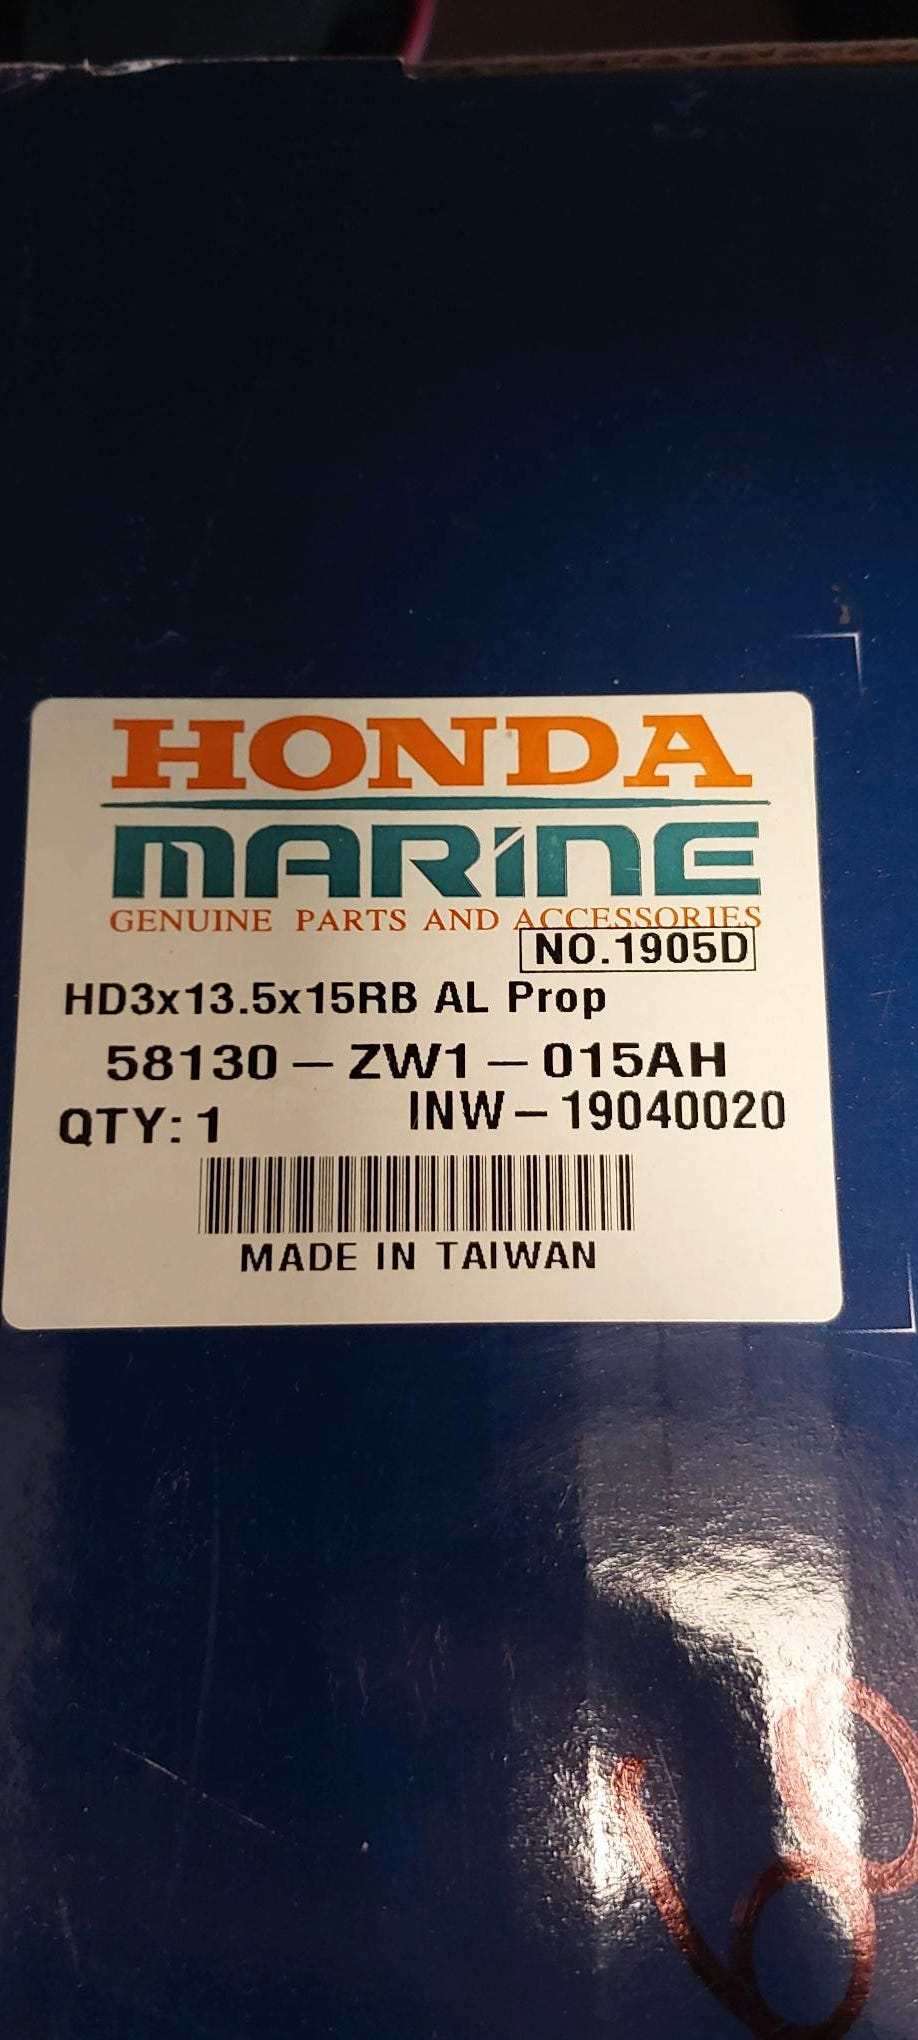 HONDA
MARINE
GENUINE PARTS AND ACCESSORIES
NO.1905D
HD3x13.5x15RB AL Prop
58130-ZW1-015AH
QTY: 1 INW-19040020
MADE IN TAIWAN